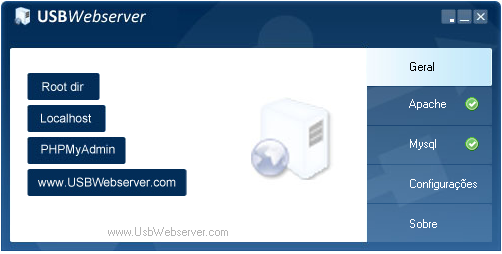 USBWebserver
Root dir
Localhost
PHPMyAdmin
www.USBWebserver.com
www.UsbWebserver.com
Geral
Apache
Mysql
Configurações
Sobre